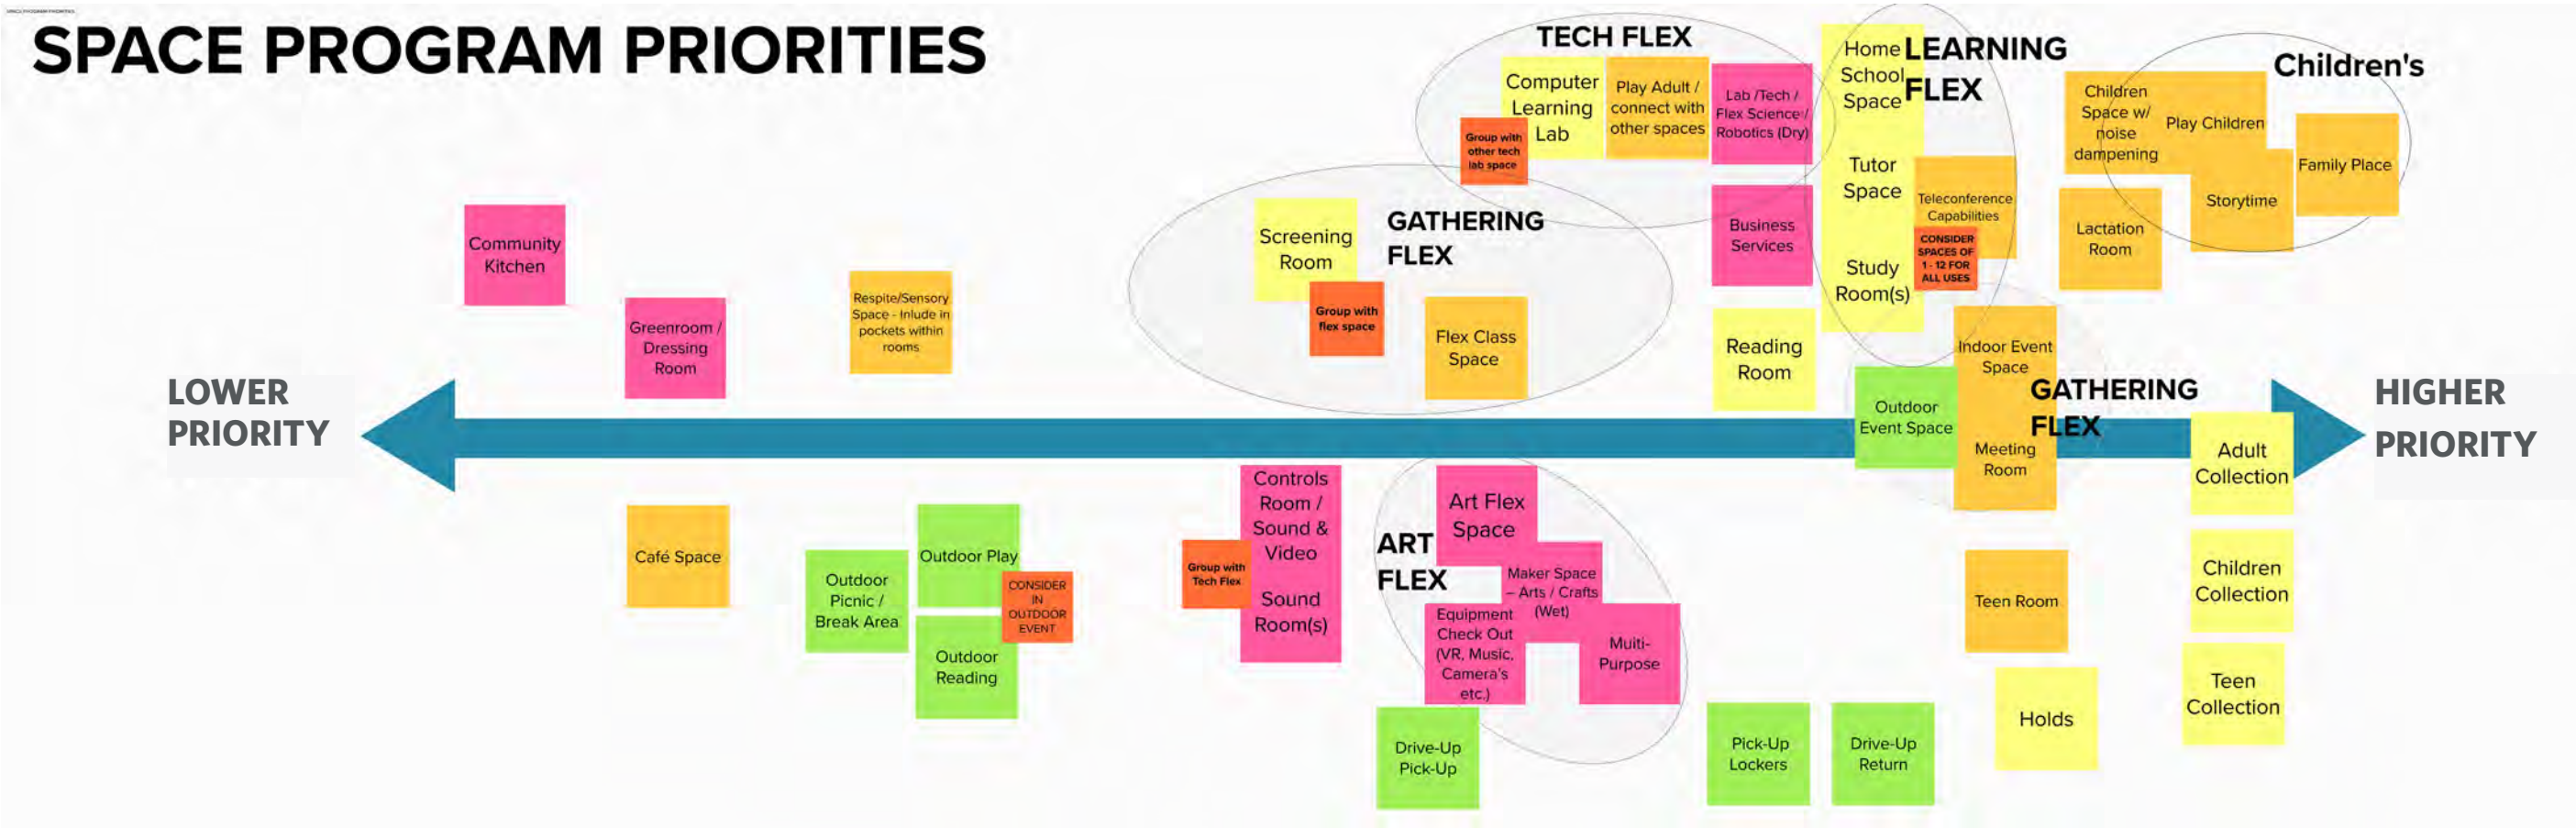 SPACE PROGRAM PRIORITIES
SPACE PROGRAM PRIORITIES
TECH FLEX
Computer
Learning
Lab
Group with
other tech
lab space
Play Adult /
connect with
other spaces
Lab /Tech /
Flex Science /
Robotics (Dry)
Business
Services
Reading
Room
LEARNING
FLEX
Home
School
Space
Tutor
Space
Study
Room(s)
Teleconference
Capabilities
CONSIDER
SPACES OF
1 - 12 FOR
ALL USES
Children's
Children
Space w/
noise
dampening
Play Children
Storytime
Family Place
Lactation
Room
Community
Kitchen
Greenroom /
Dressing
Room
Respite/Sensory
Space - Inlude in
pockets within
rooms
GATHERING
FLEX
Screening
Room
Group with
flex space
Flex Class
Space
LOWER
PRIORITY
Outdoor
Event Space
Indoor Event
Space
GATHERING
FLEX
Meeting
Room
HIGHER
PRIORITY
Café Space
Outdoor
Picnic /
Break Area
Outdoor Play
CONSIDER
IN
OUTDOOR
EVENT
Outdoor
Reading
Controls
Room /
Sound &
Video
Group with
Tech Flex
Sound
Room(s)
ART
FLEX
Art Flex
Space
Maker Space
– Arts / Crafts
(Wet)
Equipment
Check Out
(VR, Music,
Camera's
etc.)
Multi-
Purpose
Drive-Up
Pick-Up
Pick-Up
Lockers
Drive-Up
Return
Teen Room
Holds
Adult
Collection
Children
Collection
Teen
Collection